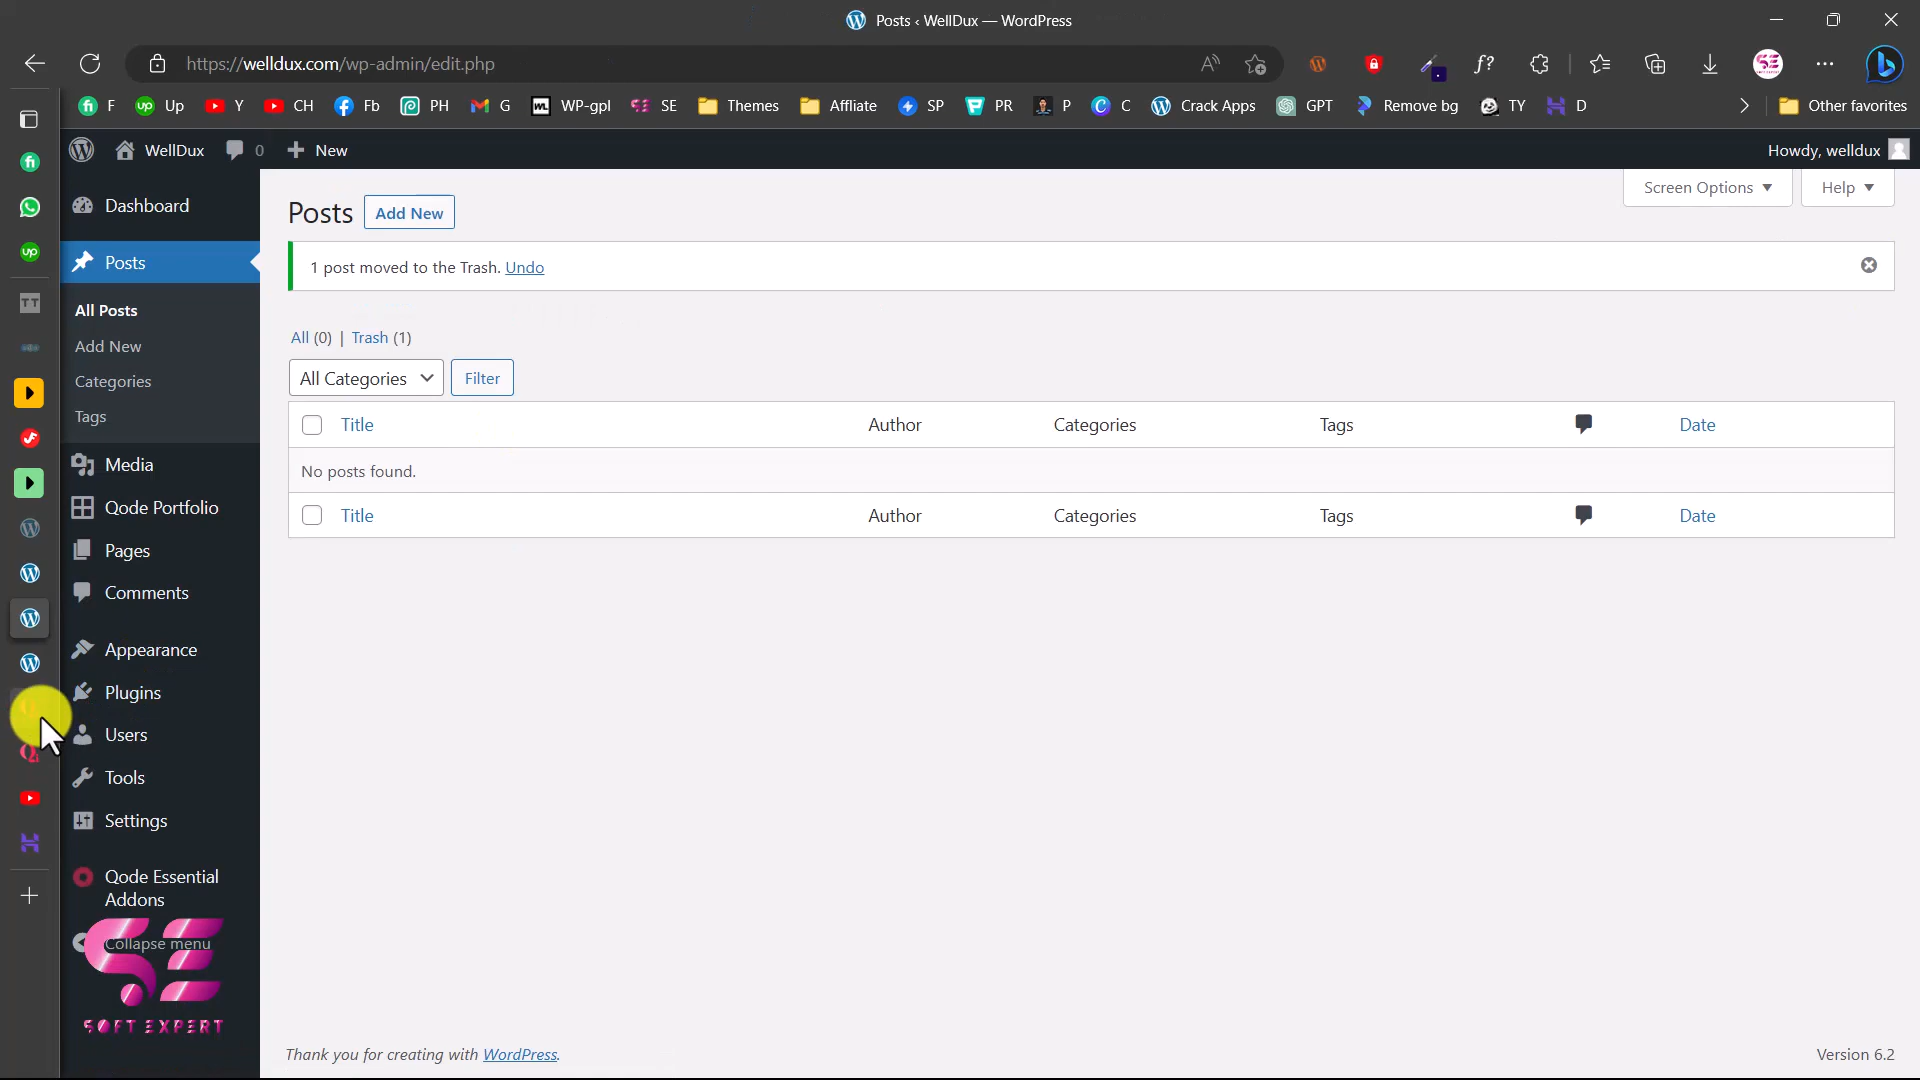 Posts ‹ WellDux — WordPress
https://welldux.com/wp-admin/edit.php
F Up Y CH Fb PH G WP-gpl SE Themes Affliate SP PR P C Crack Apps GPT Remove bg TY D Other favorites
WellDux 0 New Howdy, welldux
Screen Options Help
Dashboard
Posts
All Posts
Add New
Categories
Tags
Media
Qode Portfolio
Pages
Comments
Appearance
Plugins
Users
Tools
Settings
Qode Essential
Addons
Collapse menu
SOFT EXPERT
Posts Add New
1 post moved to the Trash. Undo
All (0) | Trash (1)
All Categories Filter
Title Author Categories Tags Date
No posts found.
Title Author Categories Tags Date
Thank you for creating with WordPress. Version 6.2